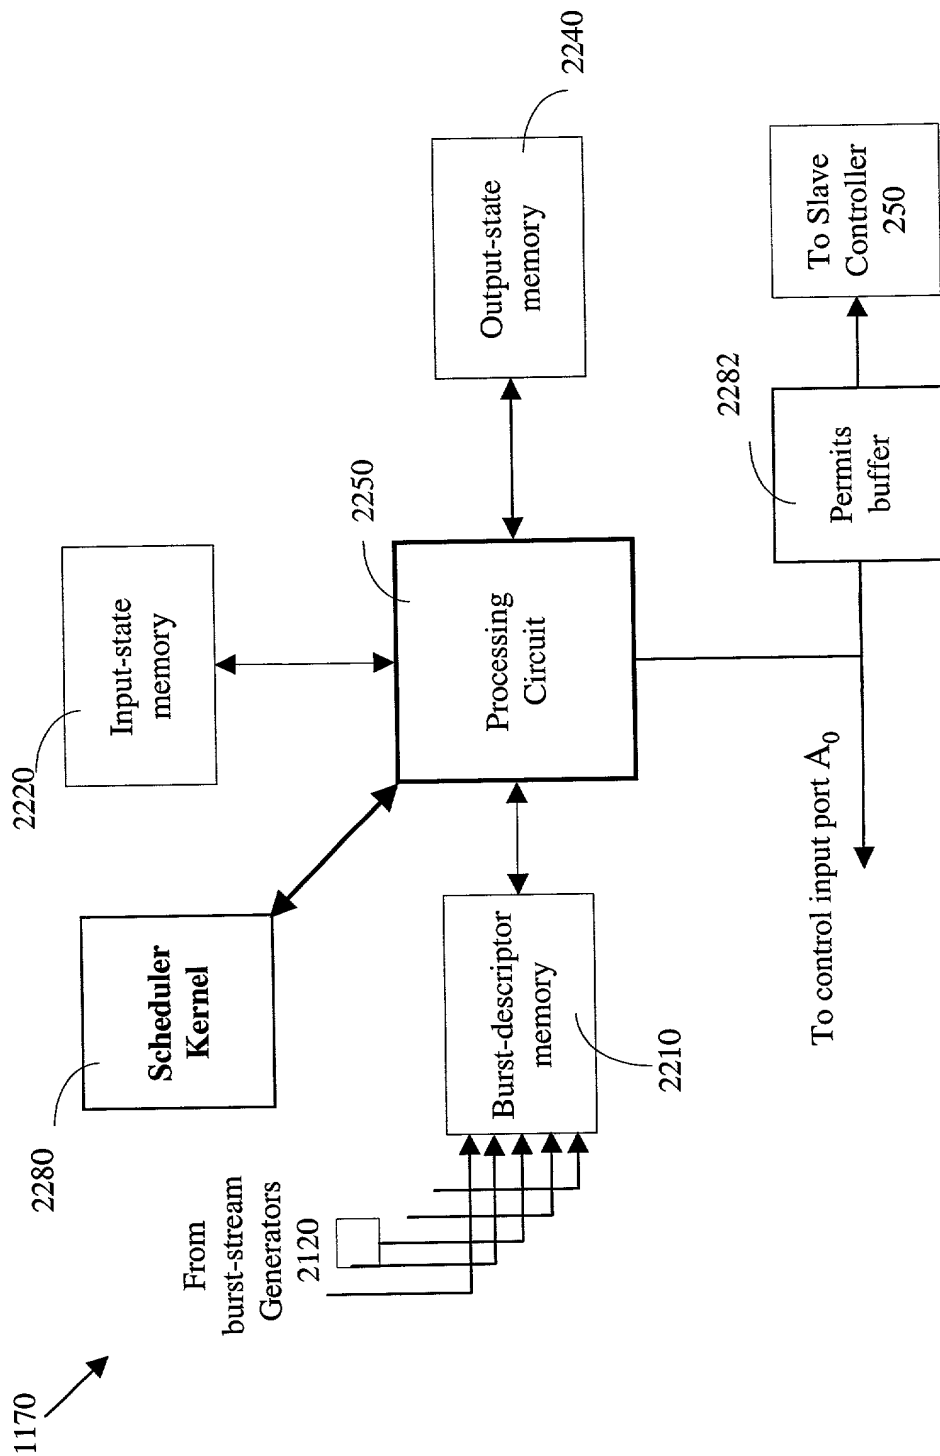 1170
From
burst-stream
Generators
2120
2280
Scheduler
Kernel
2220
Input-state
memory
Burst-descriptor
memory
2210
2250
Processing
Circuit
2240
Output-state
memory
To control input port A₀
2282
Permits
buffer
To Slave
Controller
250